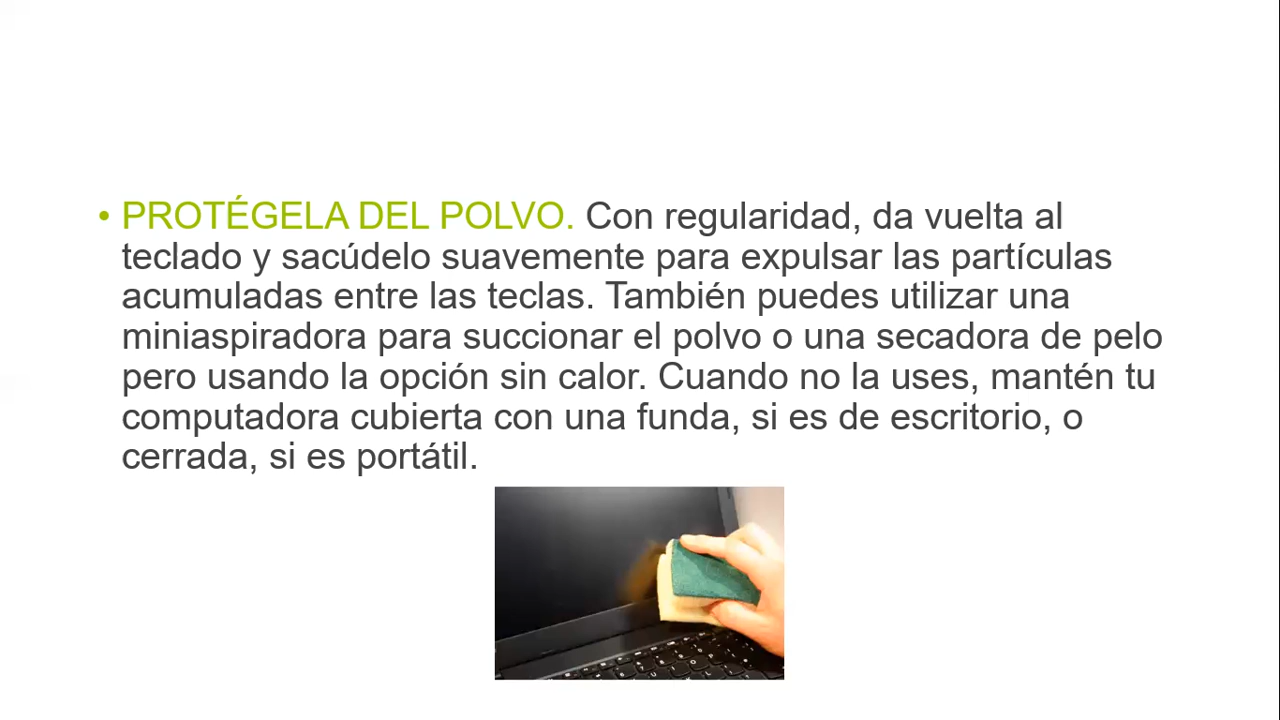 • PROTÉGELA DEL POLVO. Con regularidad, da vuelta al
teclado y sacúdelo suavemente para expulsar las partículas
acumuladas entre las teclas. También puedes utilizar una
miniaspiradora para succionar el polvo o una secadora de pelo
pero usando la opción sin calor. Cuando no la uses, mantén tu
computadora cubierta con una funda, si es de escritorio, o
cerrada, si es portátil.